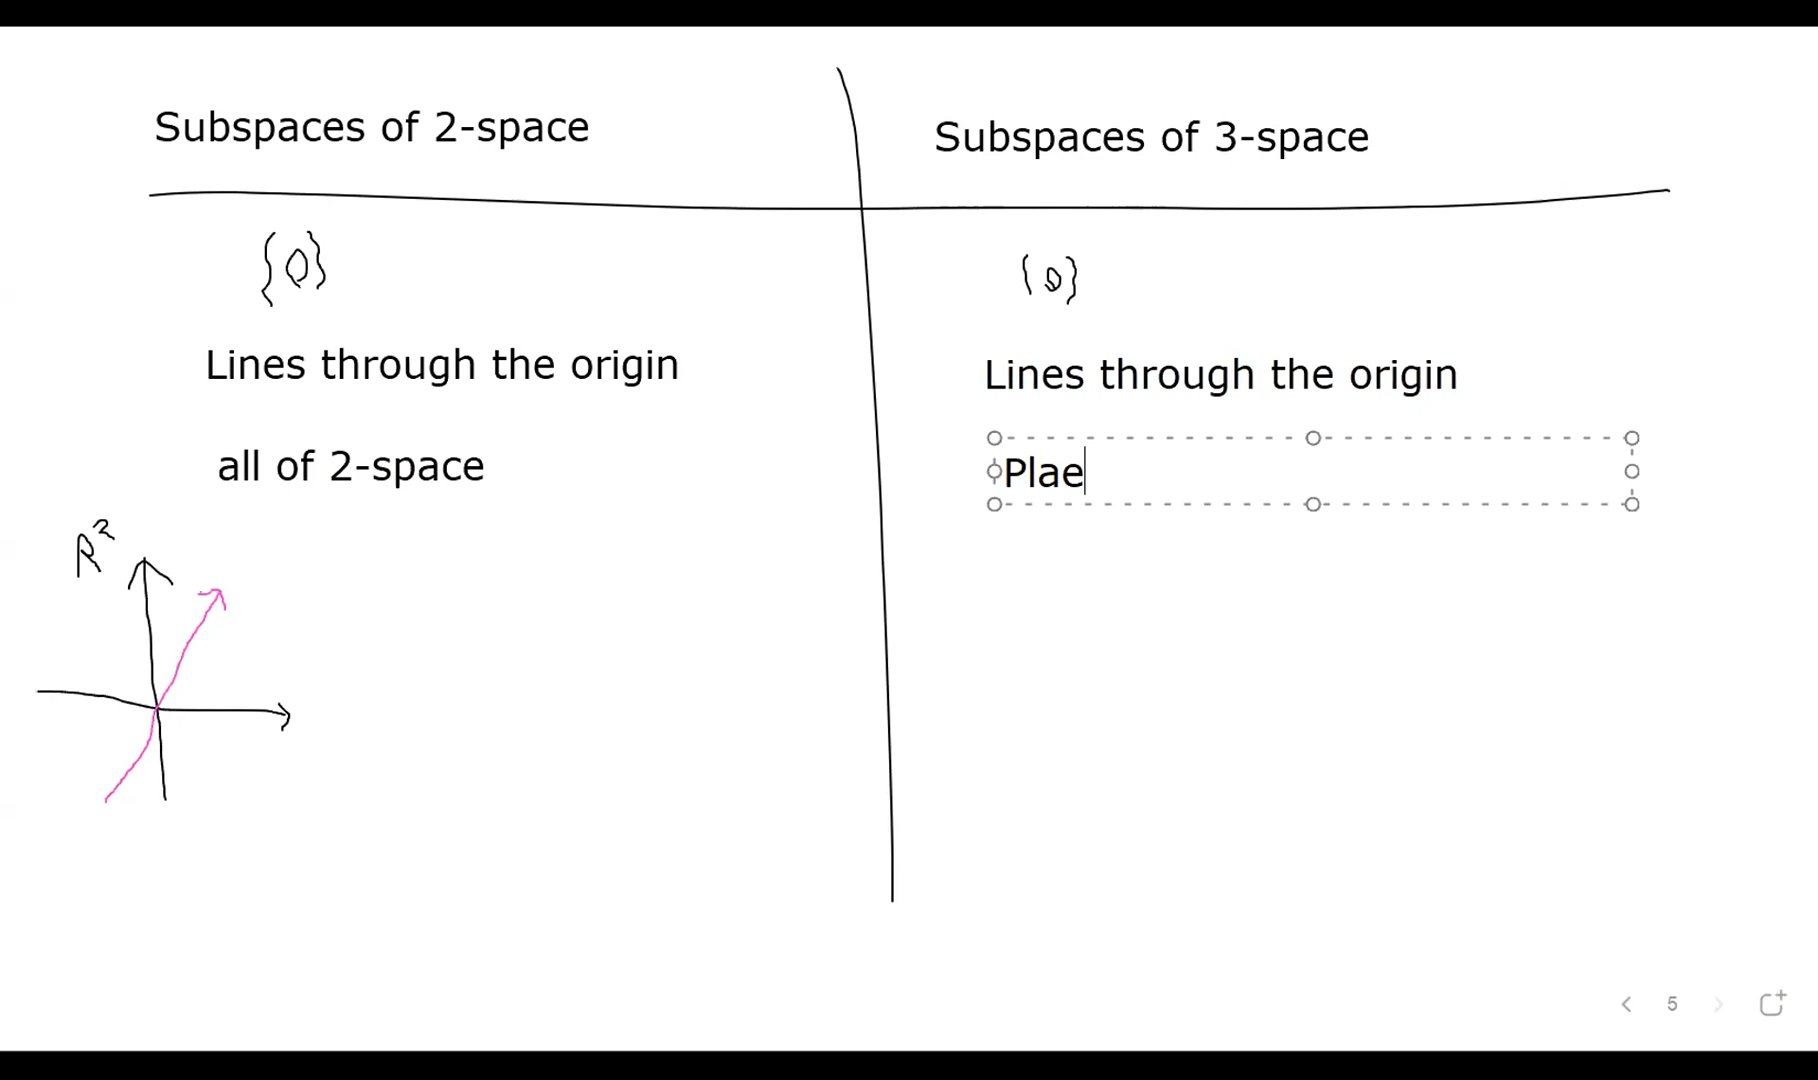 Subspaces of 2-space
{0}
Lines through the origin
all of 2-space
R²
Subspaces of 3-space
{0}
Lines through the origin
Plae
5